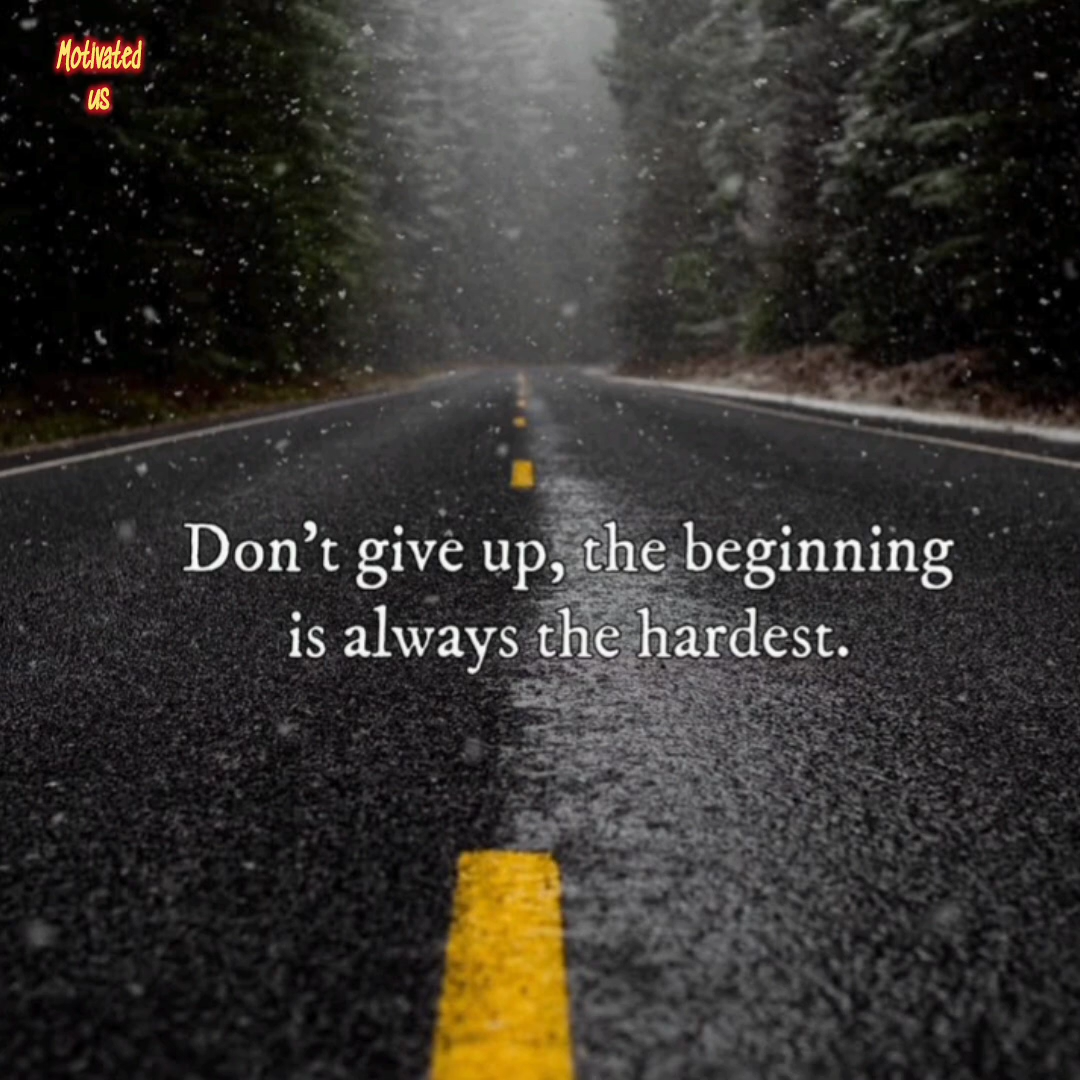 Motivated
us
Don't give up, the beginning
is always the hardest.